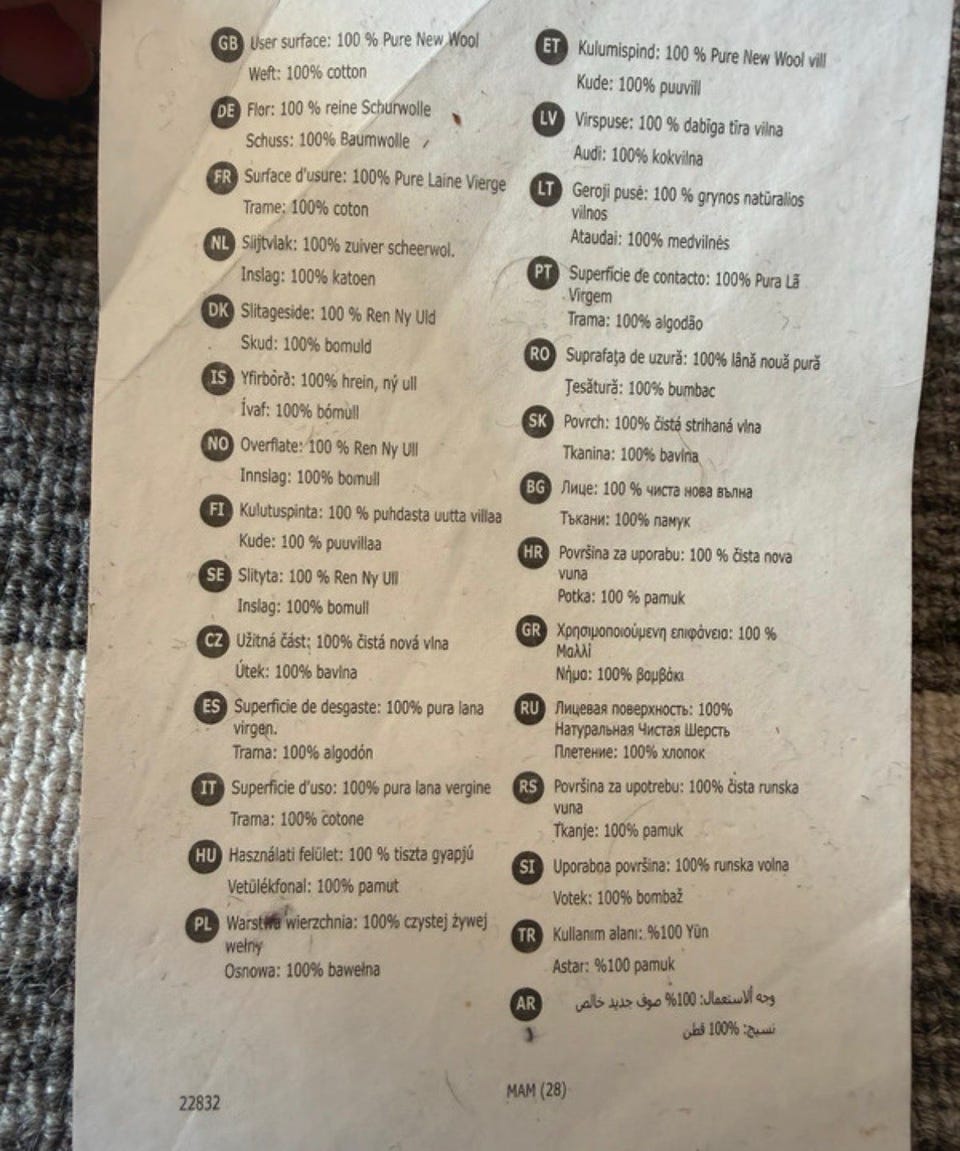 GB User surface: 100 % Pure New Wool
Weft: 100% cotton
DE Flor: 100 % reine Schurwolle
Schuss: 100% Baumwolle
FR Surface d'usure: 100% Pure Laine Vierge
Trame: 100% coton
NL Slijtvlak: 100% zuiver scheerwol.
Inslag: 100% katoen
DK Slitageside: 100 % Ren Ny Uld
Skud: 100% bomuld
IS Yfirbòrð: 100% hrein, ný ull
Ívaf: 100% bómull
NO Overflate: 100 % Ren Ny Ull
Innslag: 100% bomull
FI Kulutuspinta: 100 % puhdasta uutta villaa
Kude: 100 % puuvillaa
SE Slityta: 100 % Ren Ny Ull
Inslag: 100% bomull
CZ Užitná část: 100% čistá nová vlna
Útek: 100% bavlna
ES Superficie de desgaste: 100% pura lana
virgen.
Trama: 100% algodón
IT Superficie d'uso: 100% pura lana vergine
Trama: 100% cotone
HU Használati felület: 100 % tiszta gyapjú
Vetülékfonal: 100% pamut
PL Warstwa wierzchnia: 100% czystej żywej
wełny
Osnowa: 100% bawełna
22832
ET Kulumispind: 100 % Pure New Wool vill
Kude: 100% puuvill
LV Virspuse: 100 % dabīga tīra vilna
Audi: 100% kokvilna
LT Geroji pusė: 100 % grynos natūralios
vilnos
Ataudai: 100% medvilnės
PT Superfície de contacto: 100% Pura Lã
Virgem
Trama: 100% algodão
RO Suprafaţa de uzură: 100% lână nouă pură
Ţesătură: 100% bumbac
SK Povrch: 100% čistá strihaná vlna
Tkanina: 100% bavlna
BG Лице: 100 % чиста нова вълна
Тъкани: 100% памук
HR Površina za uporabu: 100 % čista nova
vuna
Potka: 100 % pamuk
GR Χρησιμοποιούμενη επιφάνεια: 100 %
Μαλλί
Νήμα: 100% βαμβάκι
RU Лицевая поверхность: 100%
Натуральная Чистая Шерсть
Плетение: 100% хлопок
RS Površina za upotrebu: 100% čista runska
vuna
Tkanje: 100% pamuk
SI Uporabna površina: 100% runska volna
Votek: 100% bombaž
TR Kullanım alanı: %100 Yün
Astar: %100 pamuk
AR وجه ألاستعمال: 100% صوف جديد خالص
نسيج: 100% قطن
MAM (28)